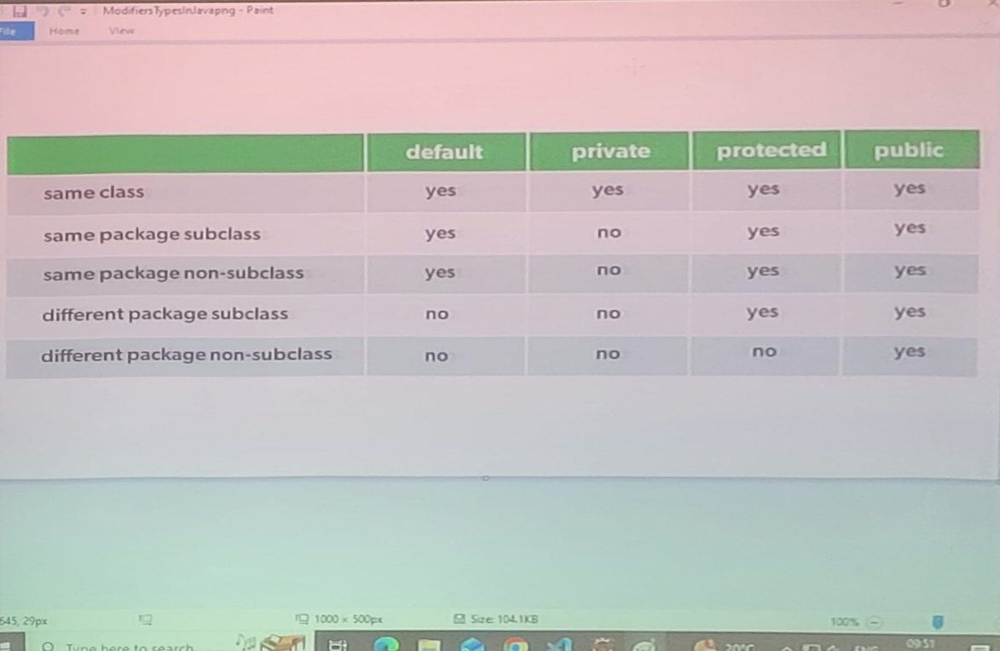 ModifiersTypesInJavapng - Paint
File Home View
default private protected public
same class yes yes yes yes
same package subclass yes no yes yes
same package non-subclass yes no yes yes
different package subclass no no yes yes
different package non-subclass no no no yes
645, 29px 1000 × 500px Size: 104.1KB 100%
Type here to search 20°C ENG 09:51